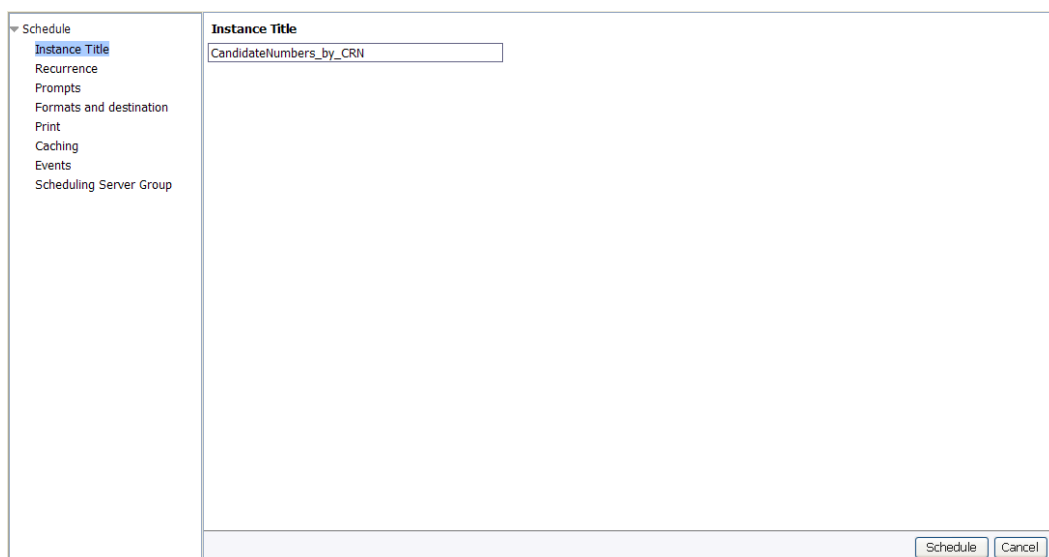 Schedule
Instance Title
Recurrence
Prompts
Formats and destination
Print
Caching
Events
Scheduling Server Group
Instance Title
CandidateNumbers_by_CRN
Schedule
Cancel